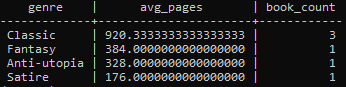 genre | avg_pages | book_count
------------+----------------------+------------
Classic | 920.3333333333333333 | 3
Fantasy | 384.0000000000000000 | 1
Anti-utopia | 328.0000000000000000 | 1
Satire | 176.0000000000000000 | 1